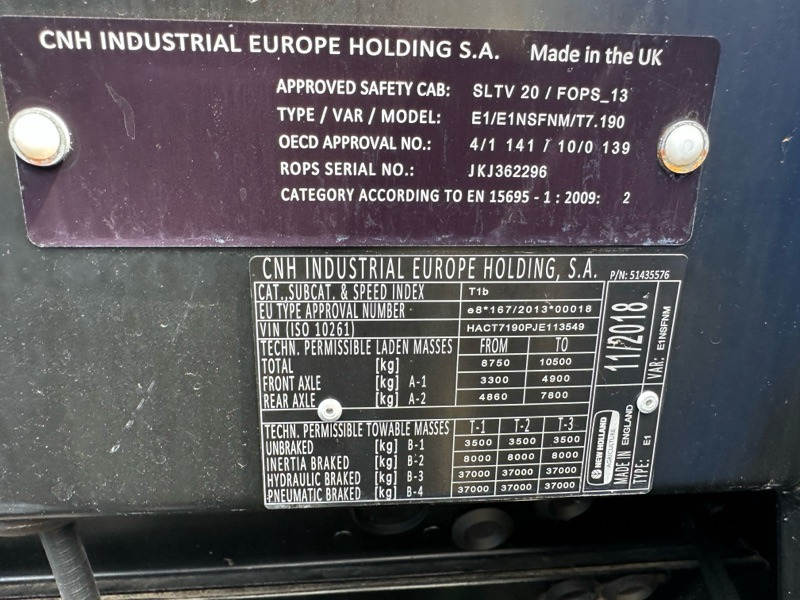 CNH INDUSTRIAL EUROPE HOLDING S.A. Made in the UK
APPROVED SAFETY CAB: SLTV 20 / FOPS_13
TYPE / VAR / MODEL: E1/E1NSFNM/T7.190
OECD APPROVAL NO.: 4/1 141 / 10/0 139
ROPS SERIAL NO.: JKJ362296
CATEGORY ACCORDING TO EN 15695 - 1 : 2009: 2
CNH INDUSTRIAL EUROPE HOLDING, S.A. P/N: 51435576
CAT.,SUBCAT. & SPEED INDEX T1b
EU TYPE APPROVAL NUMBER e8*167/2013*00018
VIN (ISO 10261) HACT7190PJE113549
TECHN. PERMISSIBLE LADEN MASSES FROM TO
TOTAL [kg] 8750 10500
FRONT AXLE [kg] A-1 3300 4900
REAR AXLE [kg] A-2 4860 7800
TECHN. PERMISSIBLE TOWABLE MASSES T-1 T-2 T-3
UNBRAKED [kg] B-1 3500 3500 3500
INERTIA BRAKED [kg] B-2 8000 8000 8000
HYDRAULIC BRAKED [kg] B-3 37000 37000 37000
PNEUMATIC BRAKED [kg] B-4 37000 37000 37000
11/2018
NEW HOLLAND
AGRICULTURE
MADE IN ENGLAND
TYPE: E1
VAR: E1NSFNM